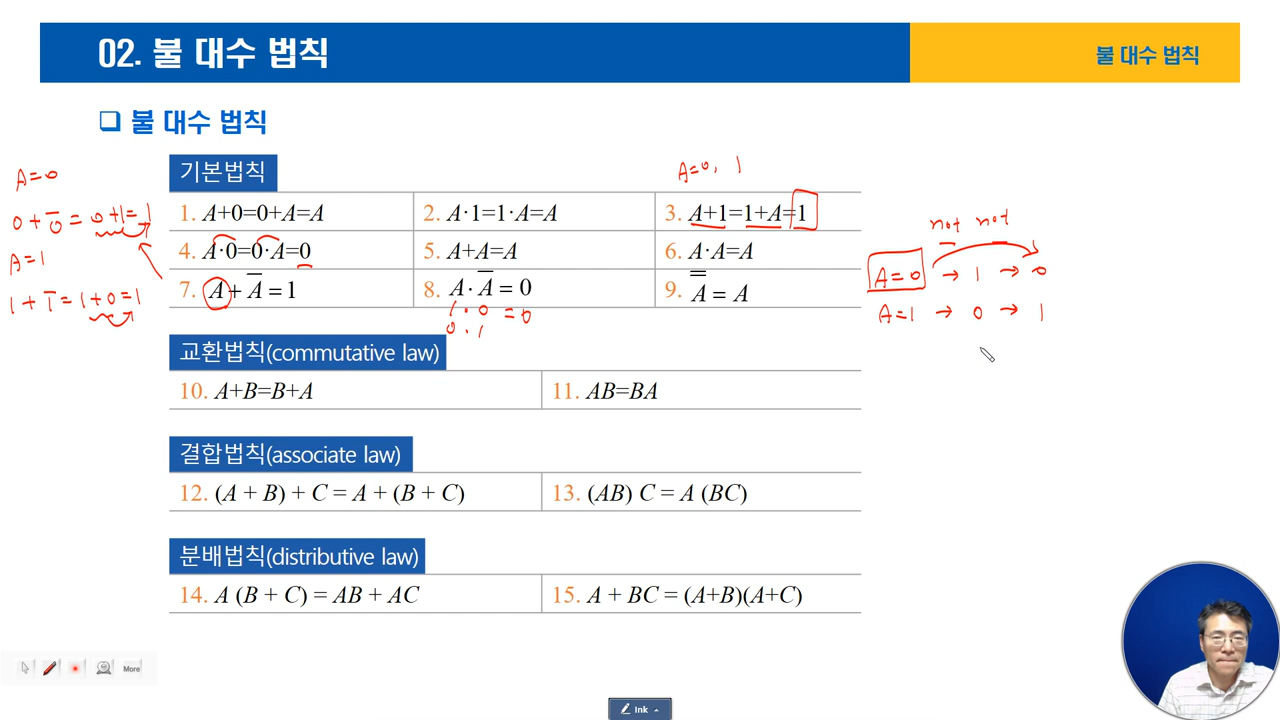 02. 불 대수 법칙
불 대수 법칙
❑ 불 대수 법칙
기본법칙
A=0, 1
1. A+0=0+A=A
2. A·1=1·A=A
3. A+1=1+A=1
4. A·0=0·A=0
5. A+A=A
6. A·A=A
7. A + A̅ = 1
8. A · A̅ = 0
9. A̿ = A
1 · 0 = 0
0 · 1
A=0
0 + 0̅ = 0+1= 1
A=1
1 + 1̅ = 1+0=1
not not
A=0 → 1 → 0
A=1 → 0 → 1
교환법칙(commutative law)
10. A+B=B+A
11. AB=BA
결합법칙(associate law)
12. (A + B) + C = A + (B + C)
13. (AB) C = A (BC)
분배법칙(distributive law)
14. A (B + C) = AB + AC
15. A + BC = (A+B)(A+C)
More
Ink